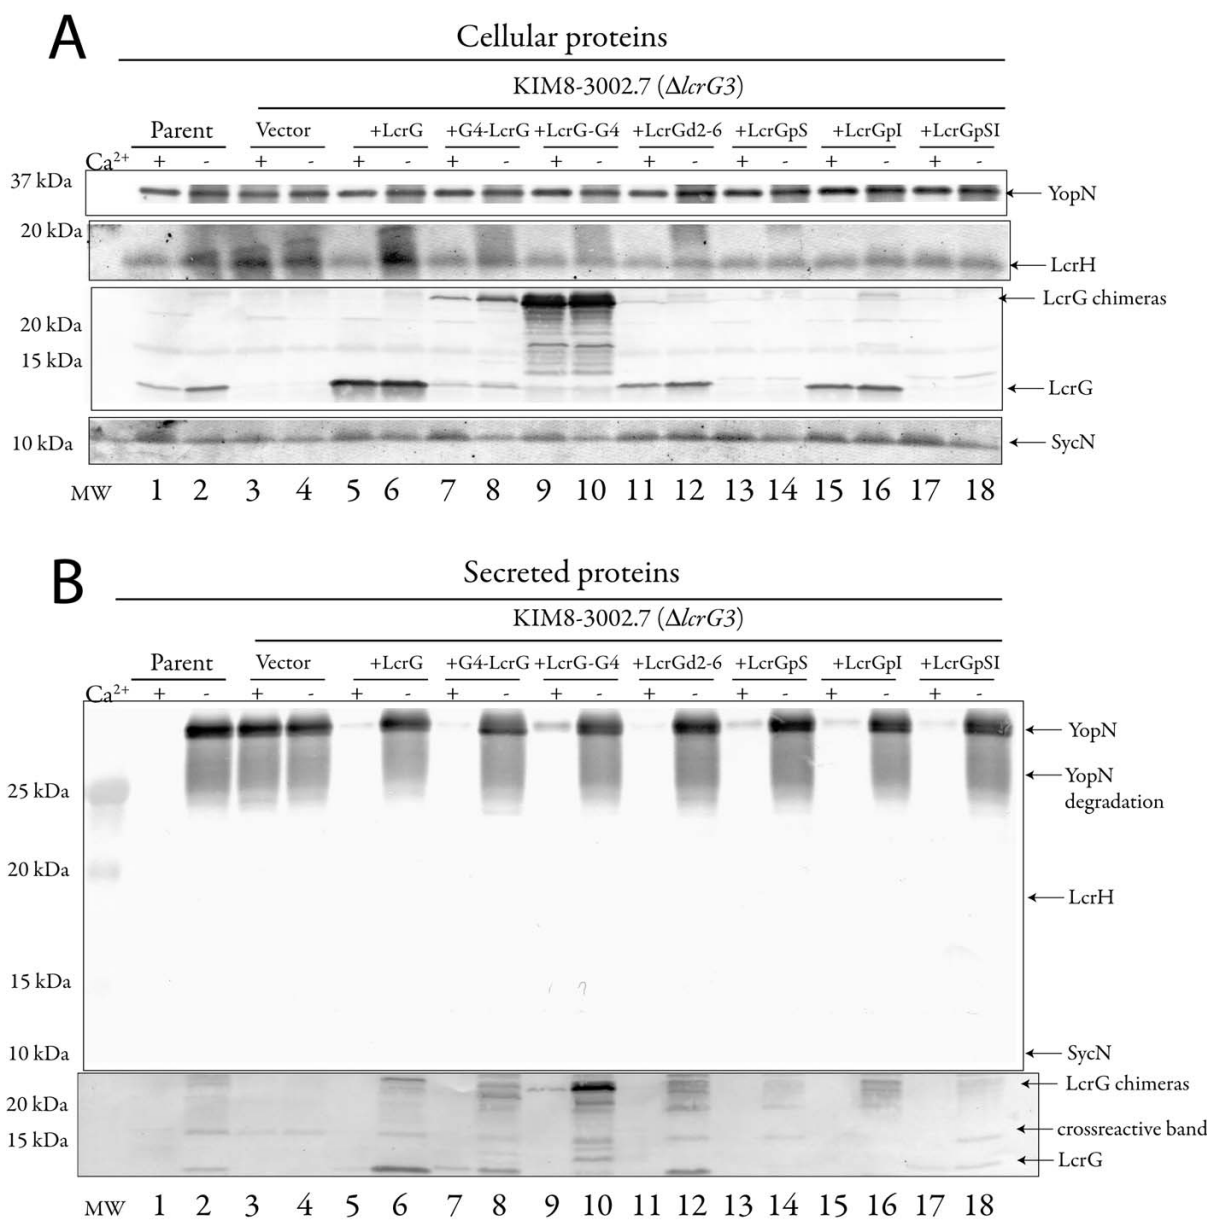 A
Cellular proteins
KIM8-3002.7 (ΔlcrG3)
Parent Vector +LcrG +G4-LcrG +LcrG-G4 +LcrGd2-6 +LcrGpS +LcrGpI +LcrGpSI
Ca²⁺ + - + - + - + - + - + - + - + - + -
37 kDa
YopN
20 kDa
LcrH
LcrG chimeras
20 kDa
15 kDa
LcrG
10 kDa
SycN
MW 1 2 3 4 5 6 7 8 9 10 11 12 13 14 15 16 17 18
B
Secreted proteins
KIM8-3002.7 (ΔlcrG3)
Parent Vector +LcrG +G4-LcrG +LcrG-G4 +LcrGd2-6 +LcrGpS +LcrGpI +LcrGpSI
Ca²⁺ + - + - + - + - + - + - + - + - + -
YopN
YopN
degradation
25 kDa
20 kDa
LcrH
15 kDa
10 kDa
SycN
LcrG chimeras
20 kDa
crossreactive band
15 kDa
LcrG
MW 1 2 3 4 5 6 7 8 9 10 11 12 13 14 15 16 17 18